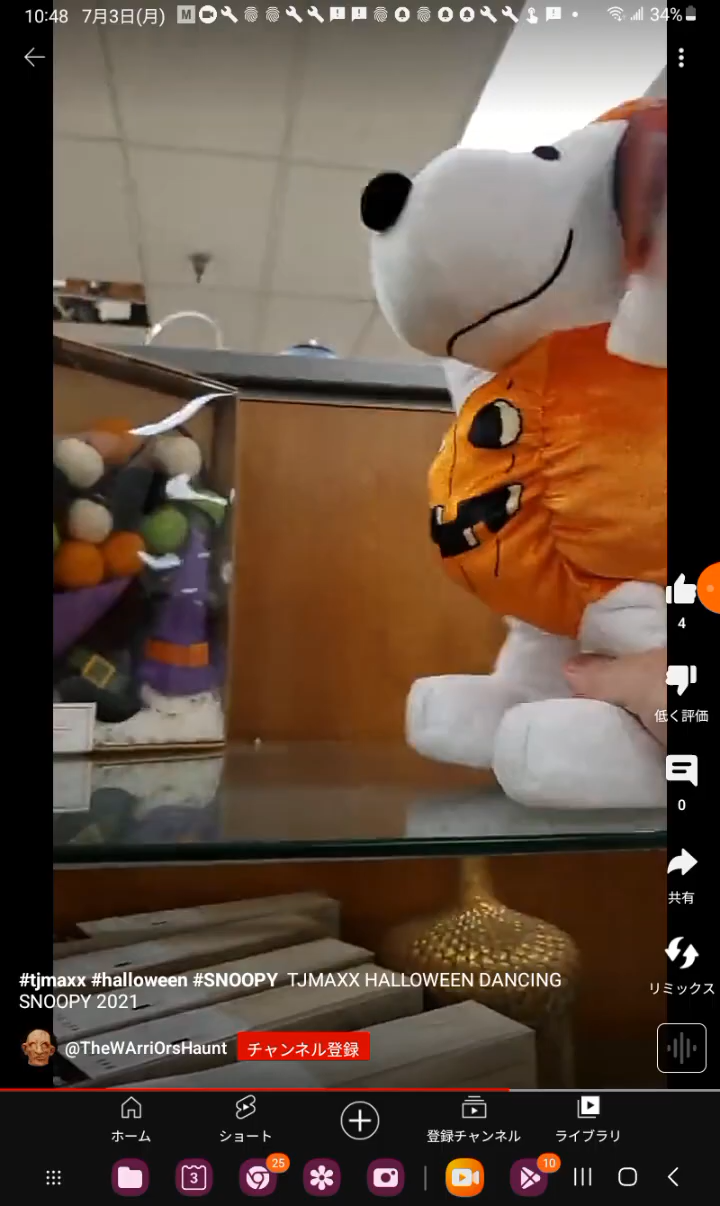 10:48 7月3日(月) M 34%
4
低く評価
0
共有
リミックス
#tjmaxx #halloween #SNOOPY TJMAXX HALLOWEEN DANCING
SNOOPY 2021
@TheWArriOrsHaunt チャンネル登録
ホーム ショート 登録チャンネル ライブラリ
3 25 10